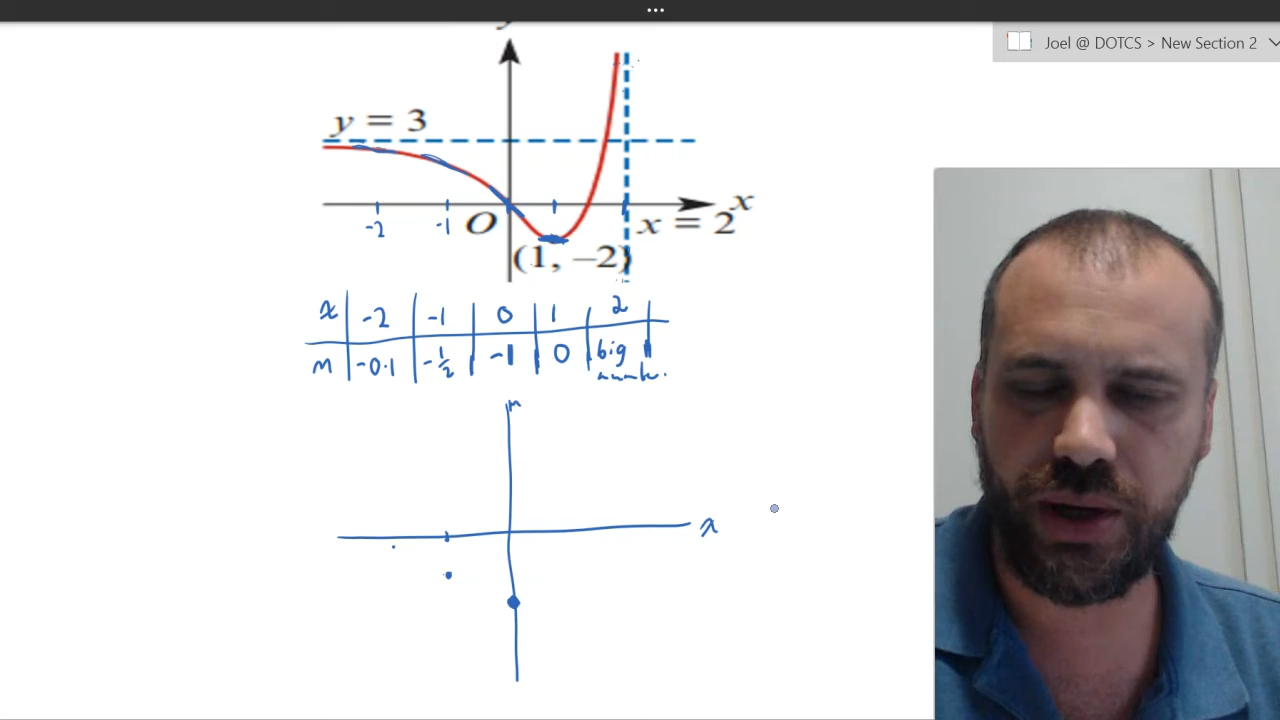 Joel @ DOTCS > New Section 2
y = 3
x
-2 -1 O x = 2
(1, –2)
x -2 -1 0 1 2
m -0.1 -1/2 -1 0 big
number.
m
x